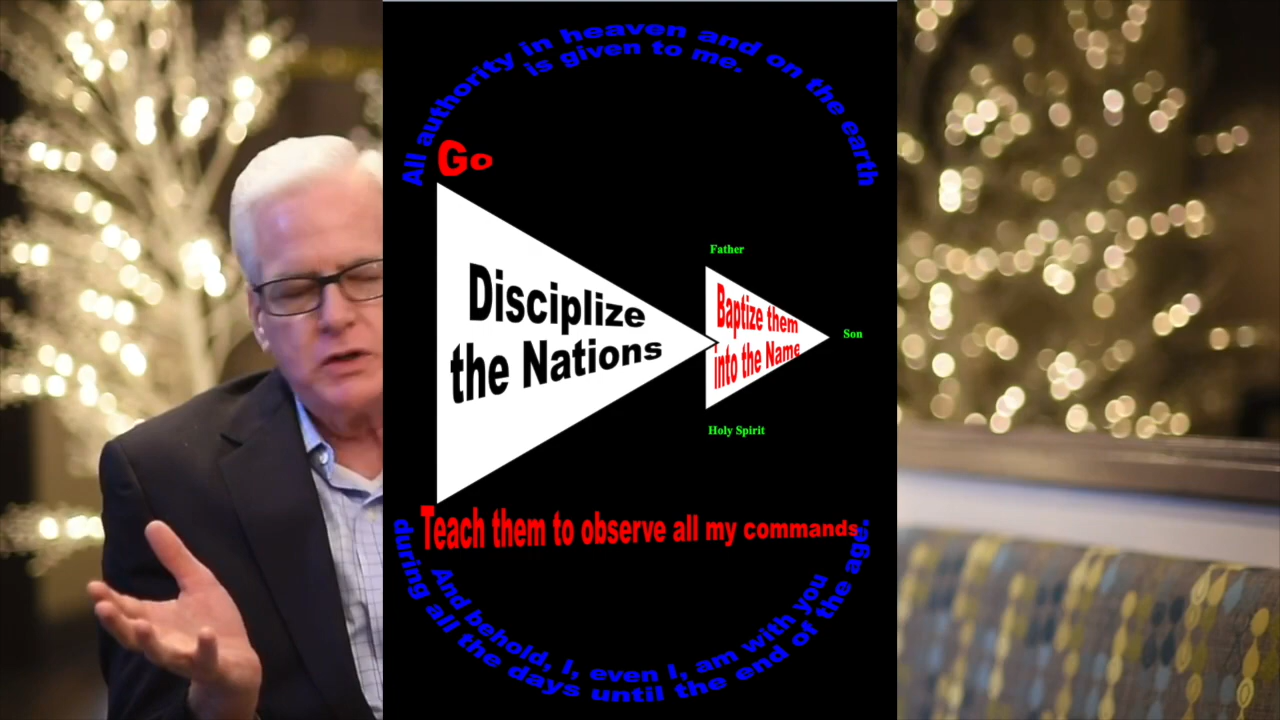 All authority in heaven and on the earth
is given to me.
Go
Disciplize
the Nations
Father
Baptize them
into the Name
Son
Holy Spirit
Teach them to observe all my commands.
And behold, I, even I, am with you
during all the days until the end of the age.